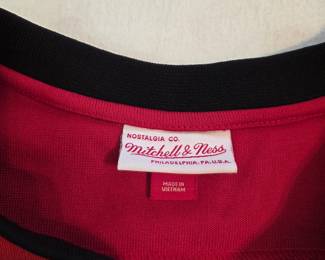 NOSTALGIA CO.
Mitchell & Ness
PHILADELPHIA, PA. U.S.A.
MADE IN
VIETNAM